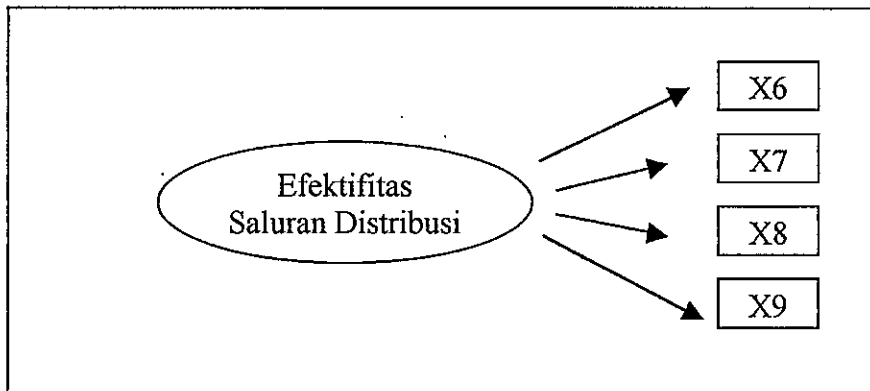 Efektifitas
Saluran Distribusi
X6
X7
X8
X9